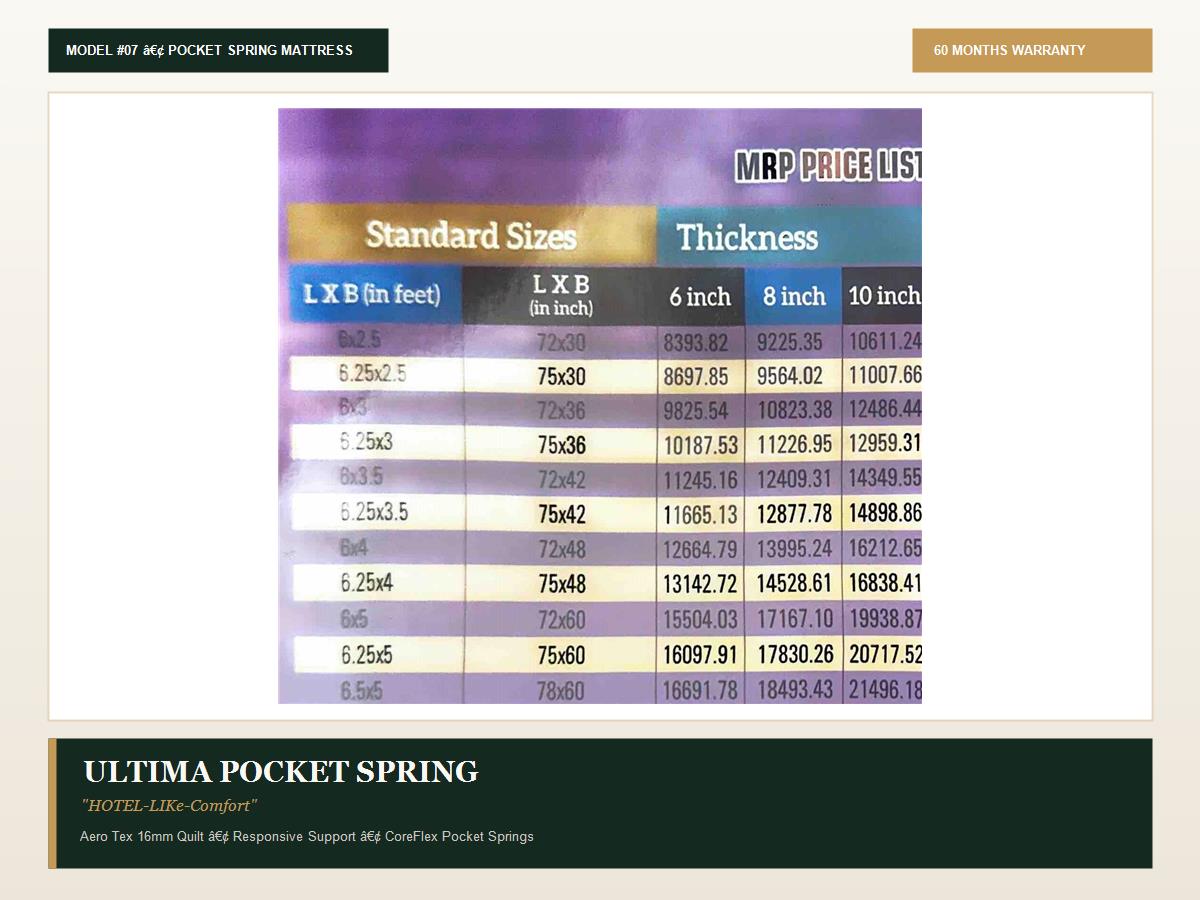 MODEL #07 â€¢ POCKET SPRING MATTRESS
60 MONTHS WARRANTY
MRP PRICE LIST
Standard Sizes Thickness
L X B (in feet) L X B (in inch) 6 inch 8 inch 10 inch
6x2.5 72x30 8393.82 9225.35 10611.24
6.25x2.5 75x30 8697.85 9564.02 11007.66
6x3 72x36 9825.54 10823.38 12486.44
6.25x3 75x36 10187.53 11226.95 12959.31
6x3.5 72x42 11245.16 12409.31 14349.55
6.25x3.5 75x42 11665.13 12877.78 14898.86
6x4 72x48 12664.79 13995.24 16212.65
6.25x4 75x48 13142.72 14528.61 16838.41
6x5 72x60 15504.03 17167.10 19938.87
6.25x5 75x60 16097.91 17830.26 20717.52
6.5x5 78x60 16691.78 18493.43 21496.18
ULTIMA POCKET SPRING
"HOTEL-LIKe-Comfort"
Aero Tex 16mm Quilt â€¢ Responsive Support â€¢ CoreFlex Pocket Springs